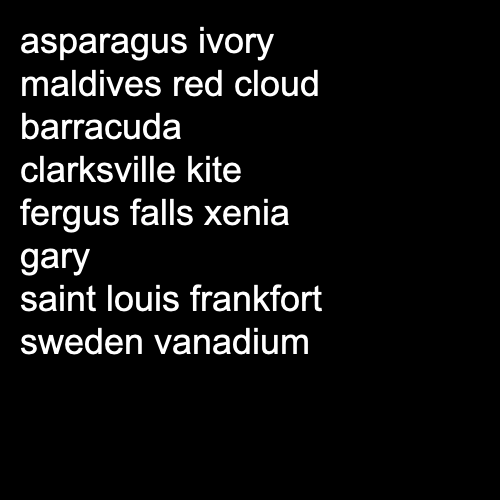 asparagus ivory
maldives red cloud
barracuda
clarksville kite
fergus falls xenia
gary
saint louis frankfort
sweden vanadium